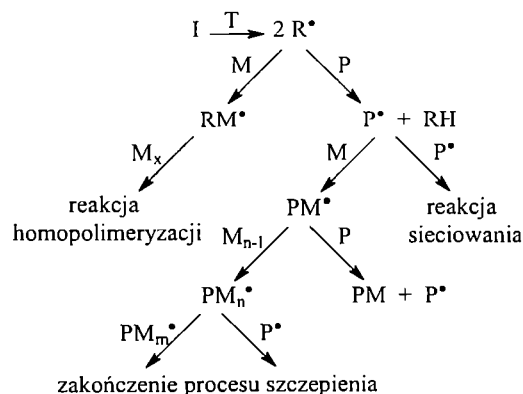 I T 2 R•
M P
RM• P• + RH
Mx M P•
reakcja PM• reakcja
homopolimeryzacji Mn-1 P sieciowania
PMn• PM + P•
PMm• P•
zakończenie procesu szczepienia